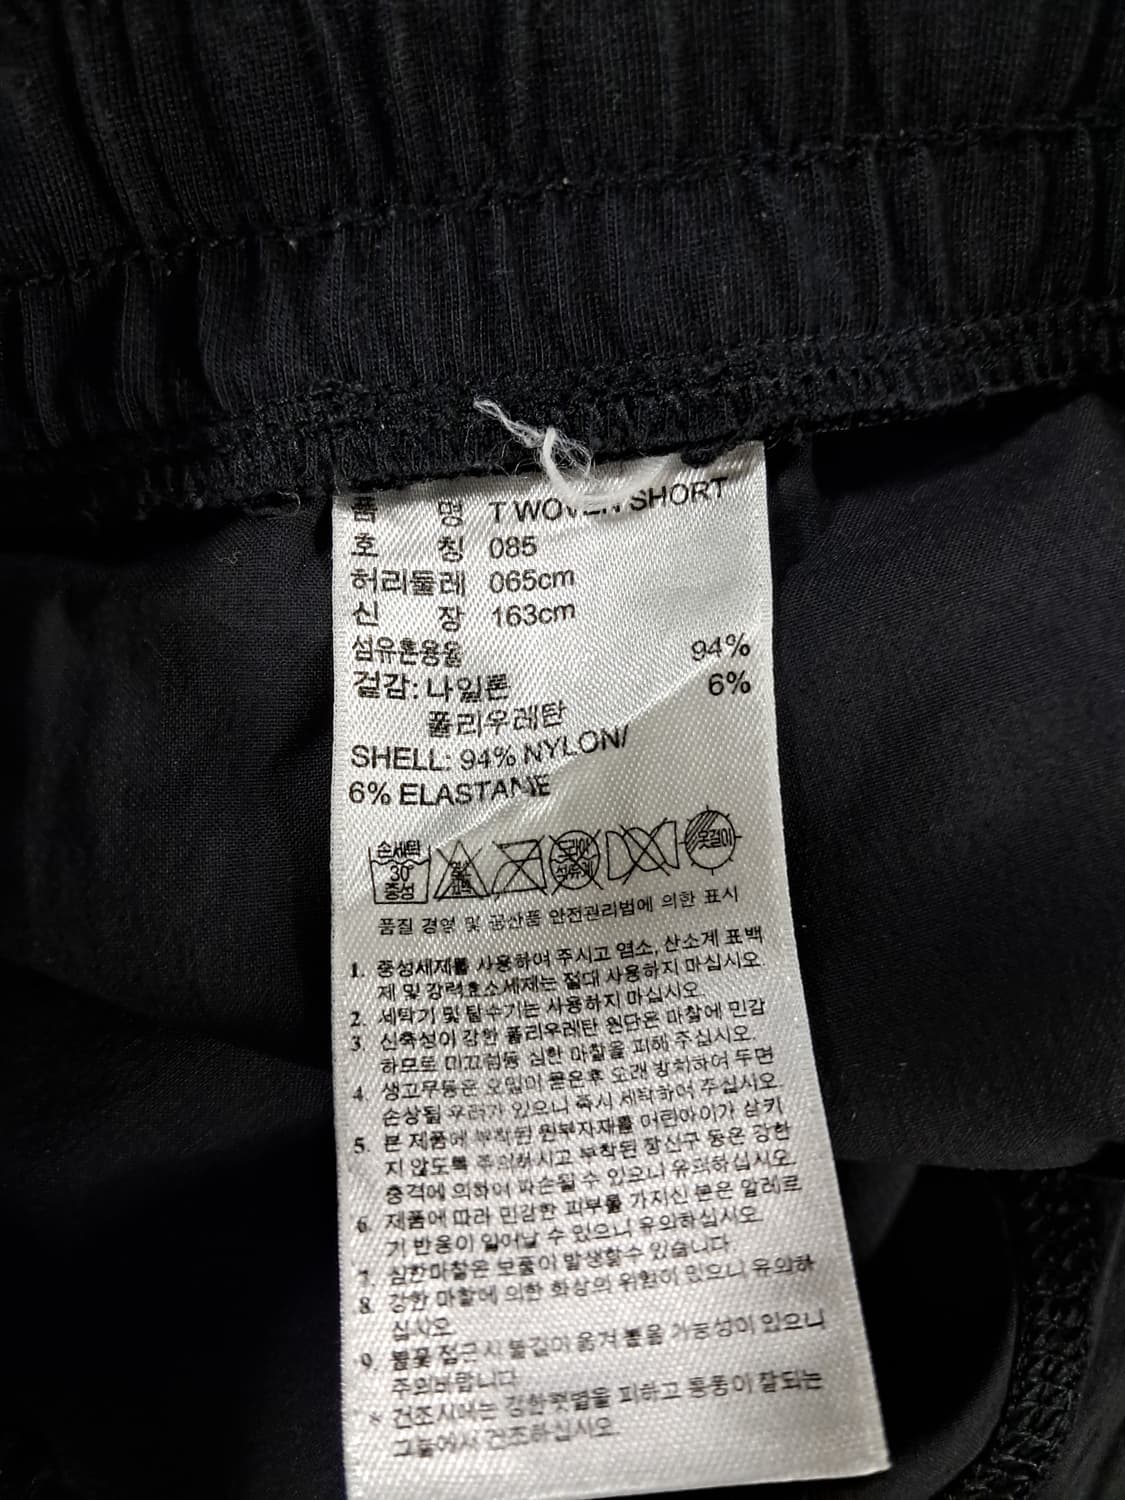 품 명 T WOVEN SHORT
호 칭 085
허리둘레 065cm
신 장 163cm
섬유혼용율 94%
겉감: 나일론 6%
폴리우레탄
SHELL: 94% NYLON/
6% ELASTANE
손세탁
30°
중성
옷걸이
품질 경영 및 공산품 안전관리법에 의한 표시
1. 중성세제를 사용하여 주시고 염소, 산소계 표백
제 및 강력효소세제는 절대 사용하지 마십시오
2. 세탁기 및 탈수기는 사용하지 마십시오.
3. 신축성이 강한 폴리우레탄 원단은 마찰에 민감
하므로 미끄럼등 심한 마찰을 피해 주십시오.
4. 생고무등은 오일이 묻은후 오래 방치하여 두면
손상될 우려가 있으니 즉시 세탁하여 주십시오
5. 본 제품에 부착된 원부자재를 어린아이가 삼키
지 않도록 주의하시고 부착된 장신구 등은 강한
충격에 의하여 파손될 수 있으니 유의하십시오.
6. 제품에 따라 민감한 피부를 가지신 분은 알레르
기 반응이 일어날 수 있으니 유의하십시오.
7. 심한마찰은 보풀이 발생할수 있습니다.
8. 강한 마찰에 의한 화상의 위험이 있으니 유의하
십시오.
9. 불꽃 접근시 불길이 옮겨 붙을 가능성이 있으니
주의바랍니다.
* 건조시에는 강한햇볕을 피하고 통풍이 잘되는
그늘에서 건조하십시오.